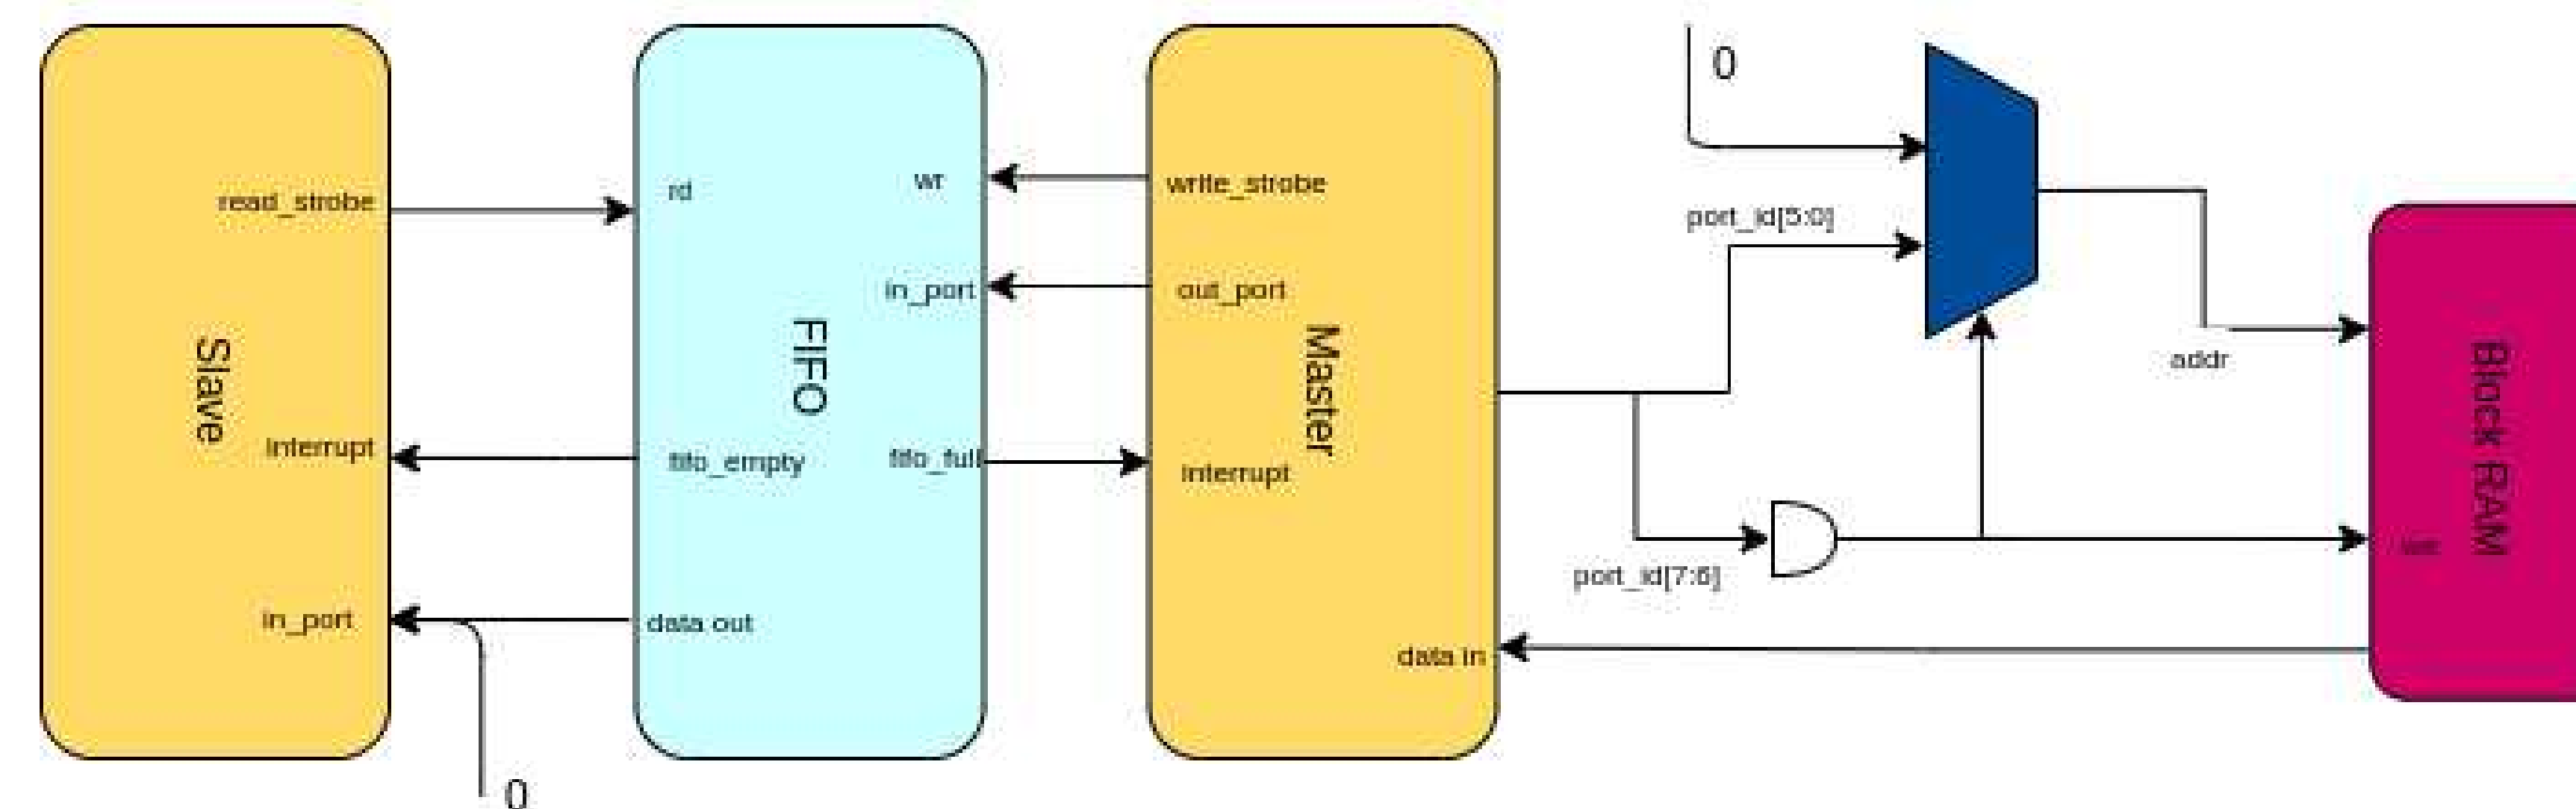 0
read_strobe
rd
wr
write_strobe
port_id[5:0]
in_port
out_port
Slave
FIFO
Master
addr
Block RAM
interrupt
fifo_empty
fifo_full
interrupt
port_id[7:6]
in_port
data out
data in
0